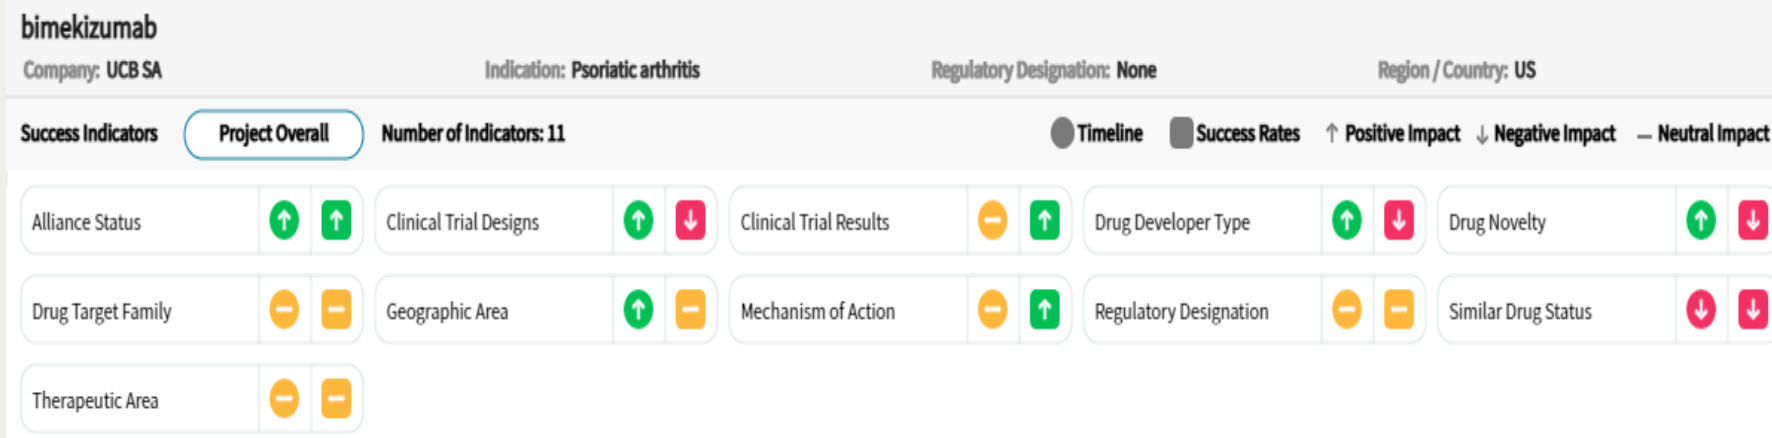 bimekizumab
Company: UCB SA Indication: Psoriatic arthritis Regulatory Designation: None Region / Country: US
Success Indicators Project Overall Number of Indicators: 11 Timeline Success Rates ↑ Positive Impact ↓ Negative Impact — Neutral Impact
Alliance Status Clinical Trial Designs Clinical Trial Results Drug Developer Type Drug Novelty
Drug Target Family Geographic Area Mechanism of Action Regulatory Designation Similar Drug Status
Therapeutic Area